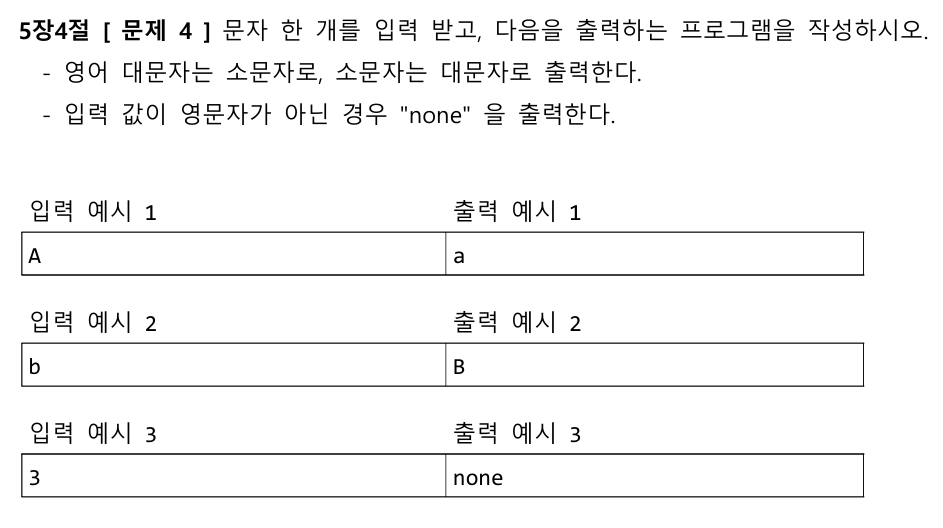 5장4절 [ 문제 4 ] 문자 한 개를 입력 받고, 다음을 출력하는 프로그램을 작성하시오.
- 영어 대문자는 소문자로, 소문자는 대문자로 출력한다.
- 입력 값이 영문자가 아닌 경우 "none" 을 출력한다.
입력 예시 1 출력 예시 1
A a
입력 예시 2 출력 예시 2
b B
입력 예시 3 출력 예시 3
3 none